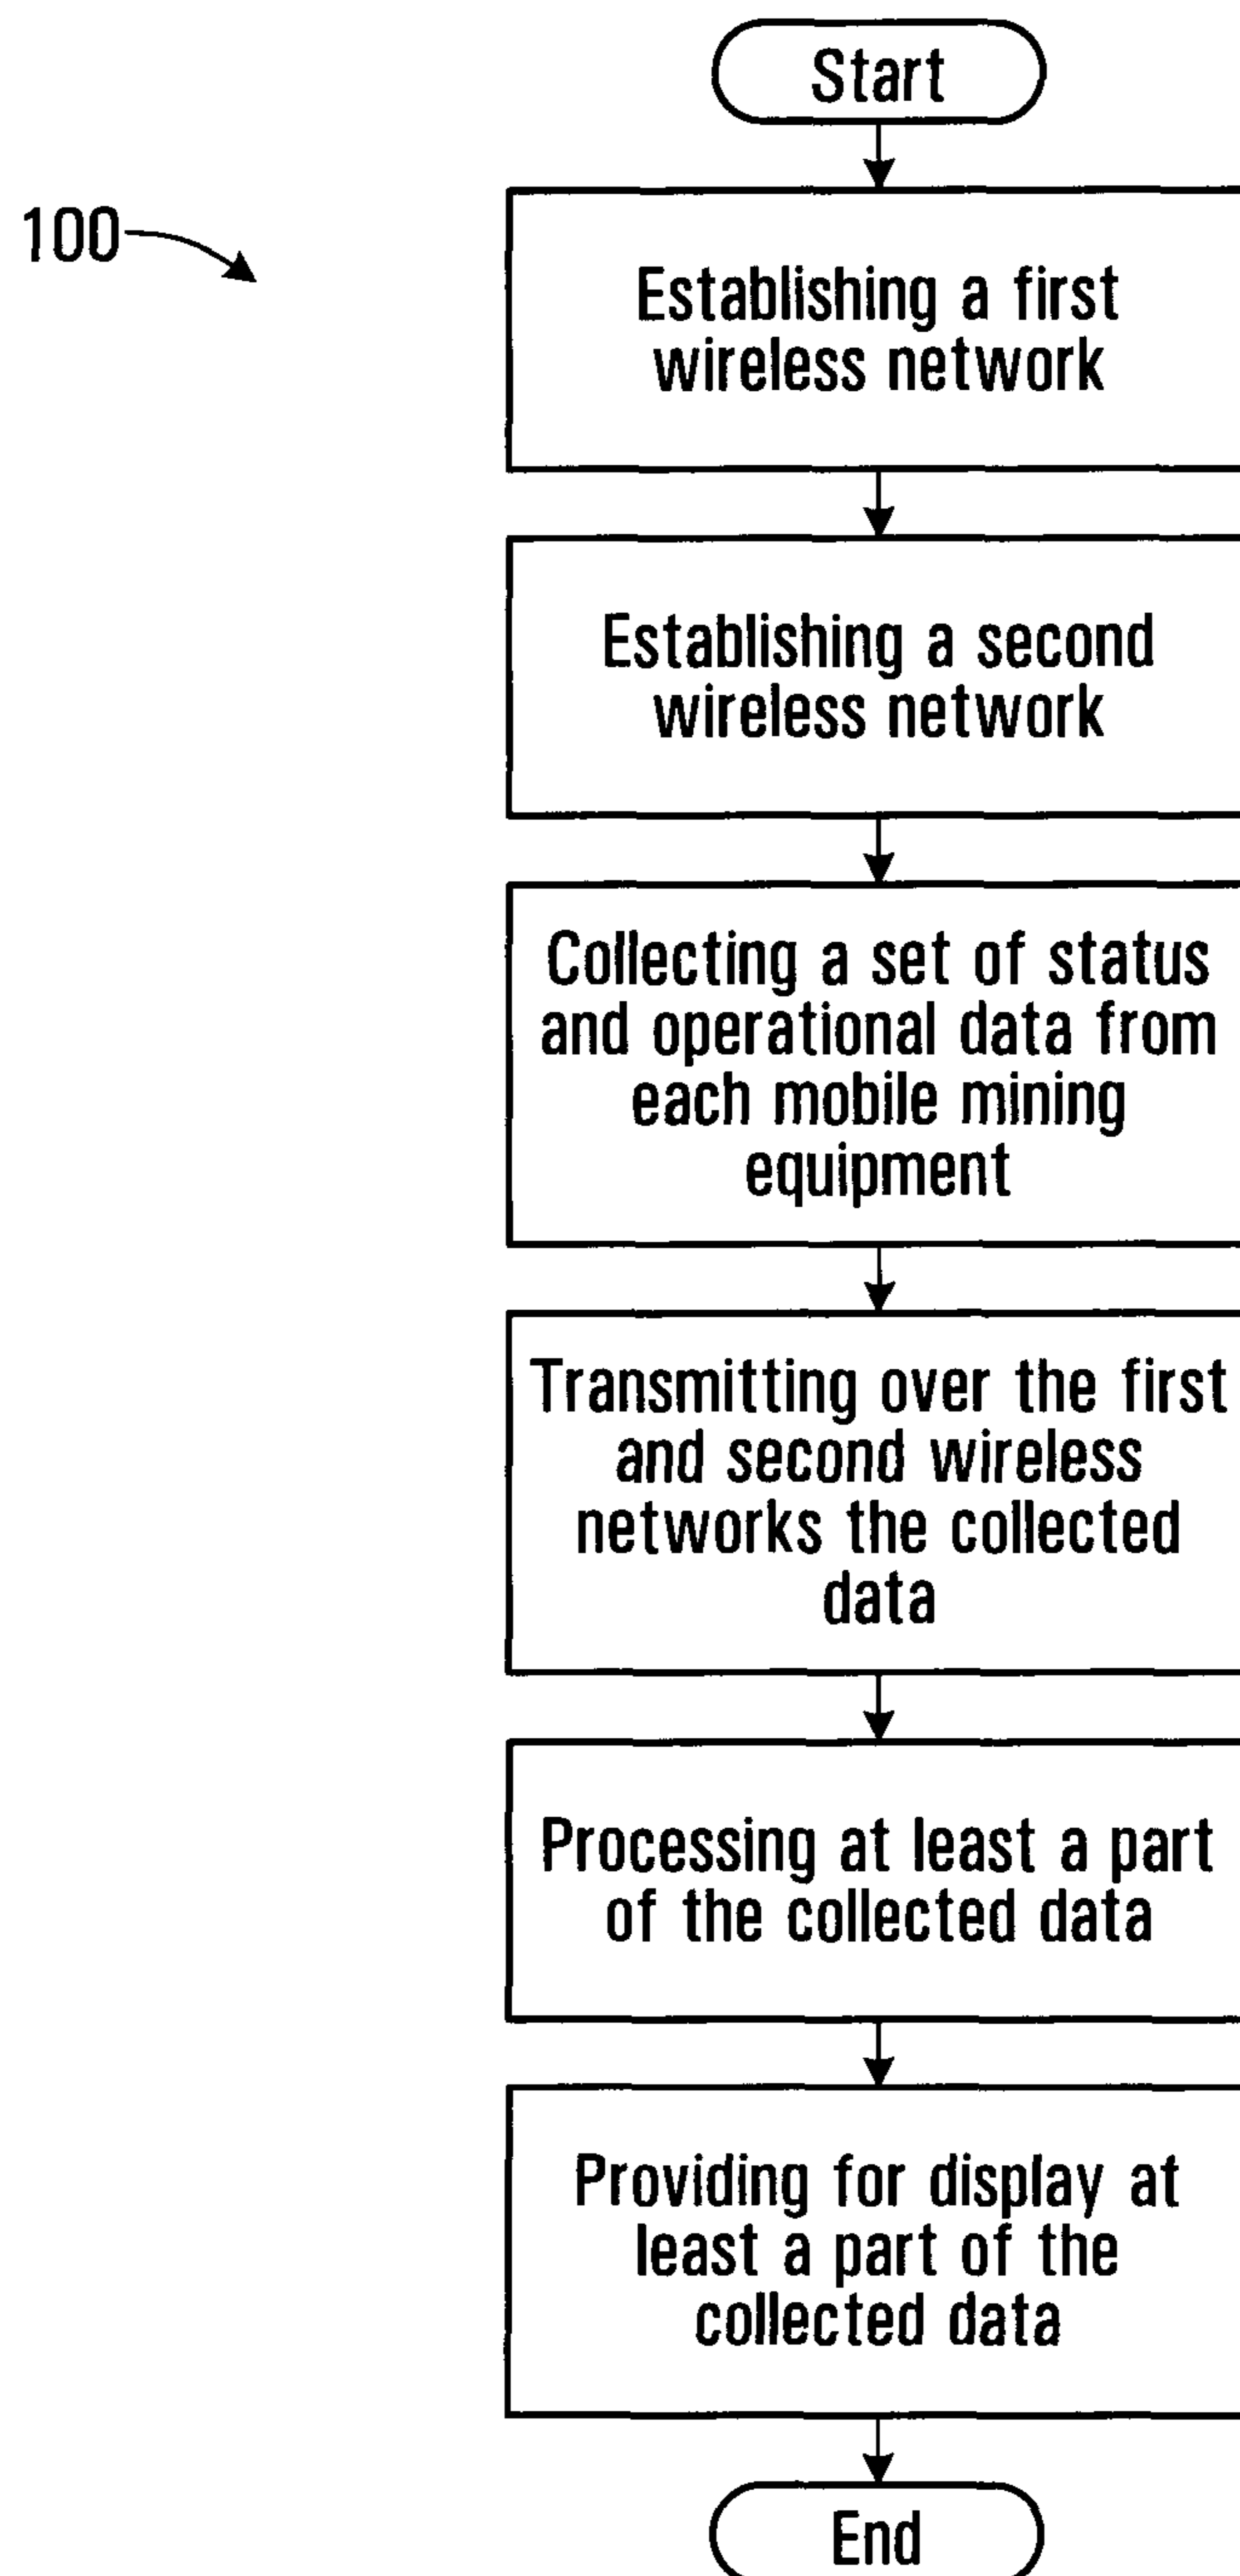 Start
100
Establishing a first
wireless network
Establishing a second
wireless network
Collecting a set of status
and operational data from
each mobile mining
equipment
Transmitting over the first
and second wireless
networks the collected
data
Processing at least a part
of the collected data
Providing for display at
least a part of the
collected data
End